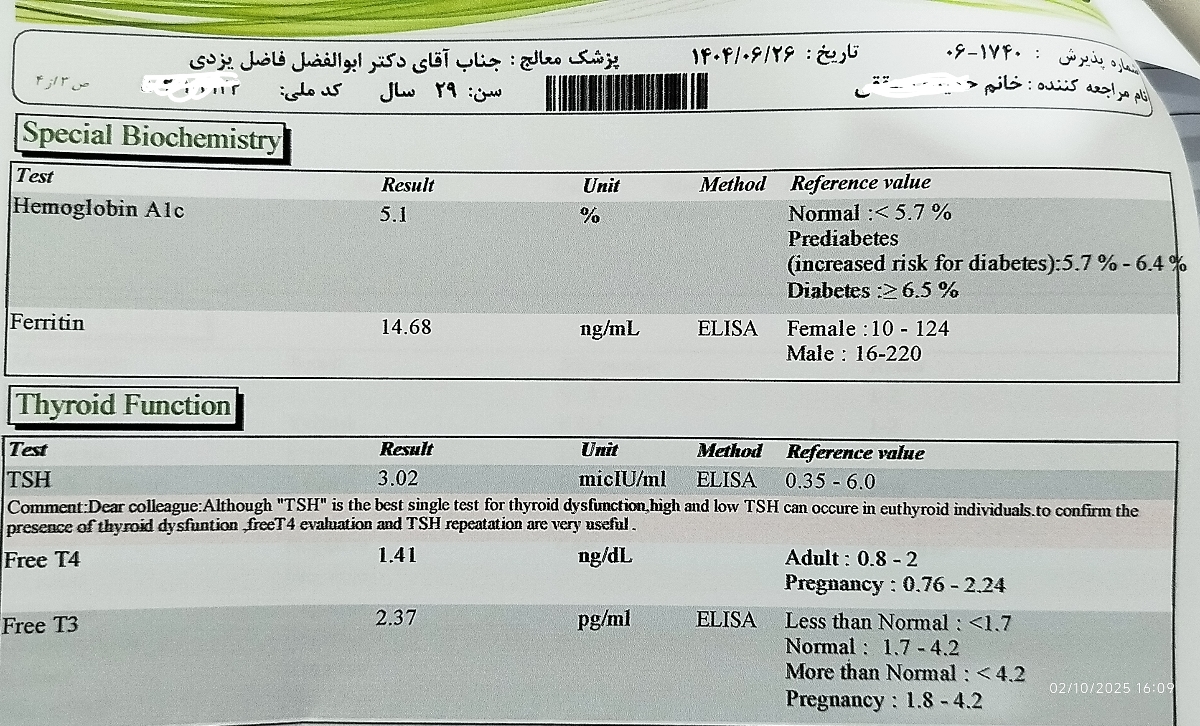 شماره پذیرش : ۰۶-۱۷۴۰ تاریخ : ۱۴۰۴/۰۶/۲۶ پزشک معالج : جناب آقای دکتر ابوالفضل فاضل یزدی
نام مراجعه کننده : خانم سن: ۲۹ سال کد ملی: ص ۳ از ۴
Special Biochemistry
Test Result Unit Method Reference value
Hemoglobin A1c 5.1 % Normal :< 5.7 %
Prediabetes
(increased risk for diabetes):5.7 % - 6.4 %
Diabetes :≥ 6.5 %
Ferritin 14.68 ng/mL ELISA Female :10 - 124
Male : 16-220
Thyroid Function
Test Result Unit Method Reference value
TSH 3.02 micIU/ml ELISA 0.35 - 6.0
Comment:Dear colleague:Although "TSH" is the best single test for thyroid dysfunction,high and low TSH can occure in euthyroid individuals.to confirm the
presence of thyroid dysfuntion ,freeT4 evaluation and TSH repeatation are very useful .
Free T4 1.41 ng/dL Adult : 0.8 - 2
Pregnancy : 0.76 - 2.24
Free T3 2.37 pg/ml ELISA Less than Normal : <1.7
Normal : 1.7 - 4.2
More than Normal : < 4.2
Pregnancy : 1.8 - 4.2
02/10/2025 16:09